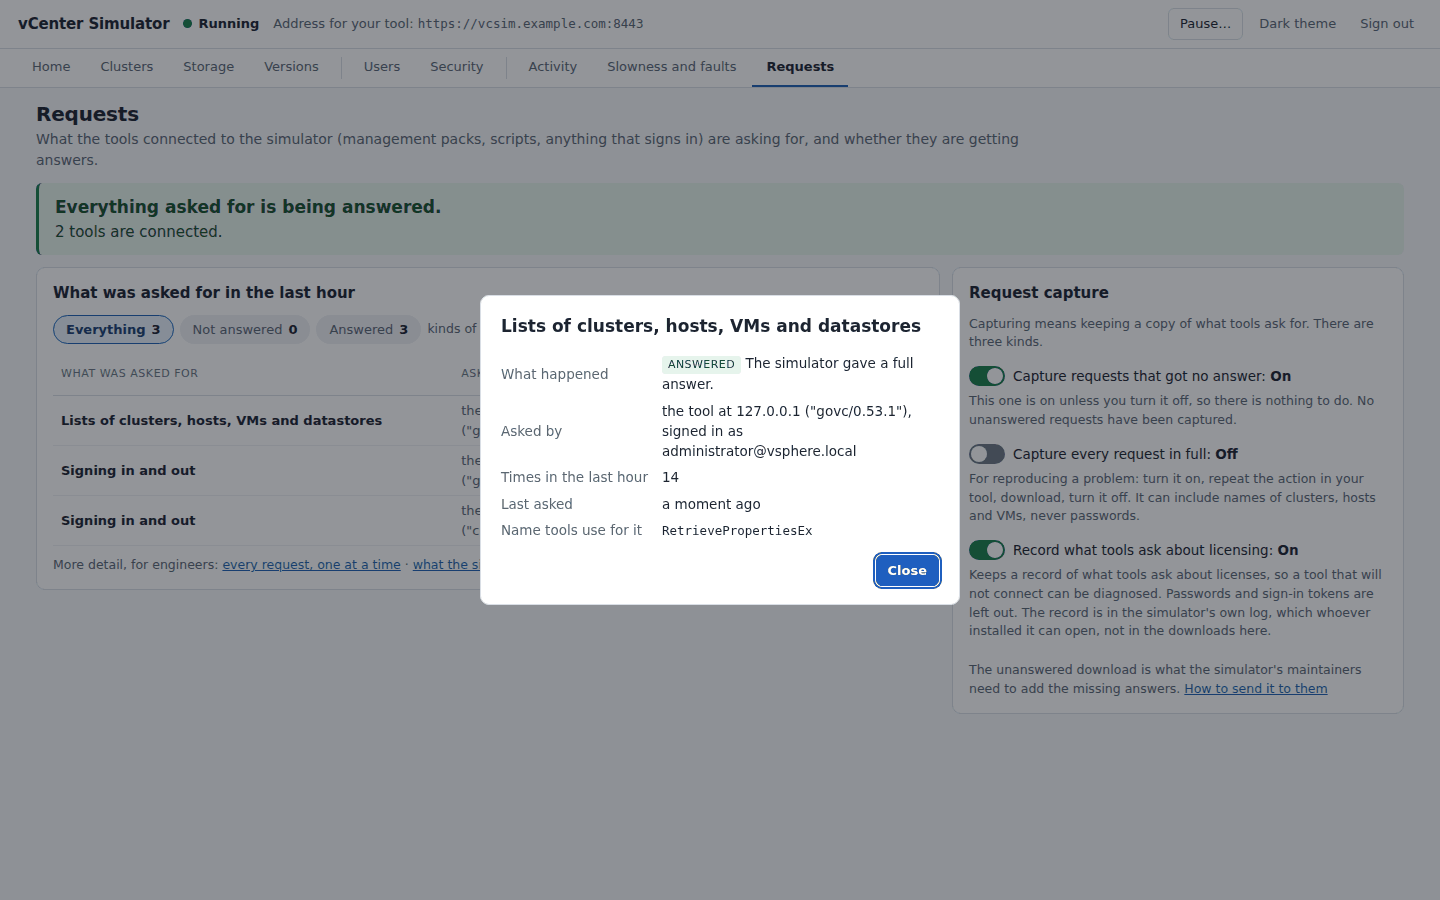 vCenter Simulator Running Address for your tool: https://vcsim.example.com:8443 Pause... Dark theme Sign out
Home Clusters Storage Versions Users Security Activity Slowness and faults Requests
Requests
What the tools connected to the simulator (management packs, scripts, anything that signs in) are asking for, and whether they are getting
answers.
Everything asked for is being answered.
2 tools are connected.
What was asked for in the last hour
Everything 3 Not answered 0 Answered 3 kinds of
WHAT WAS ASKED FOR
Lists of clusters, hosts, VMs and datastores the
Signing in and out the
Signing in and out the
More detail, for engineers: every request, one at a time · what the
Lists of clusters, hosts, VMs and datastores
What happened ANSWERED The simulator gave a full
answer.
Asked by the tool at 127.0.0.1 ("govc/0.53.1"),
signed in as
administrator@vsphere.local
Times in the last hour 14
Last asked a moment ago
Name tools use for it RetrievePropertiesEx
Close
Request capture
Capturing means keeping a copy of what tools ask for. There are
three kinds.
Capture requests that got no answer: On
This one is on unless you turn it off, so there is nothing to do. No
unanswered requests have been captured.
Capture every request in full: Off
For reproducing a problem: turn it on, repeat the action in your
tool, download, turn it off. It can include names of clusters, hosts
and VMs, never passwords.
Record what tools ask about licensing: On
Keeps a record of what tools ask about licenses, so a tool that will
not connect can be diagnosed. Passwords and sign-in tokens are
left out. The record is in the simulator's own log, which whoever
installed it can open, not in the downloads here.
The unanswered download is what the simulator's maintainers
need to add the missing answers. How to send it to them